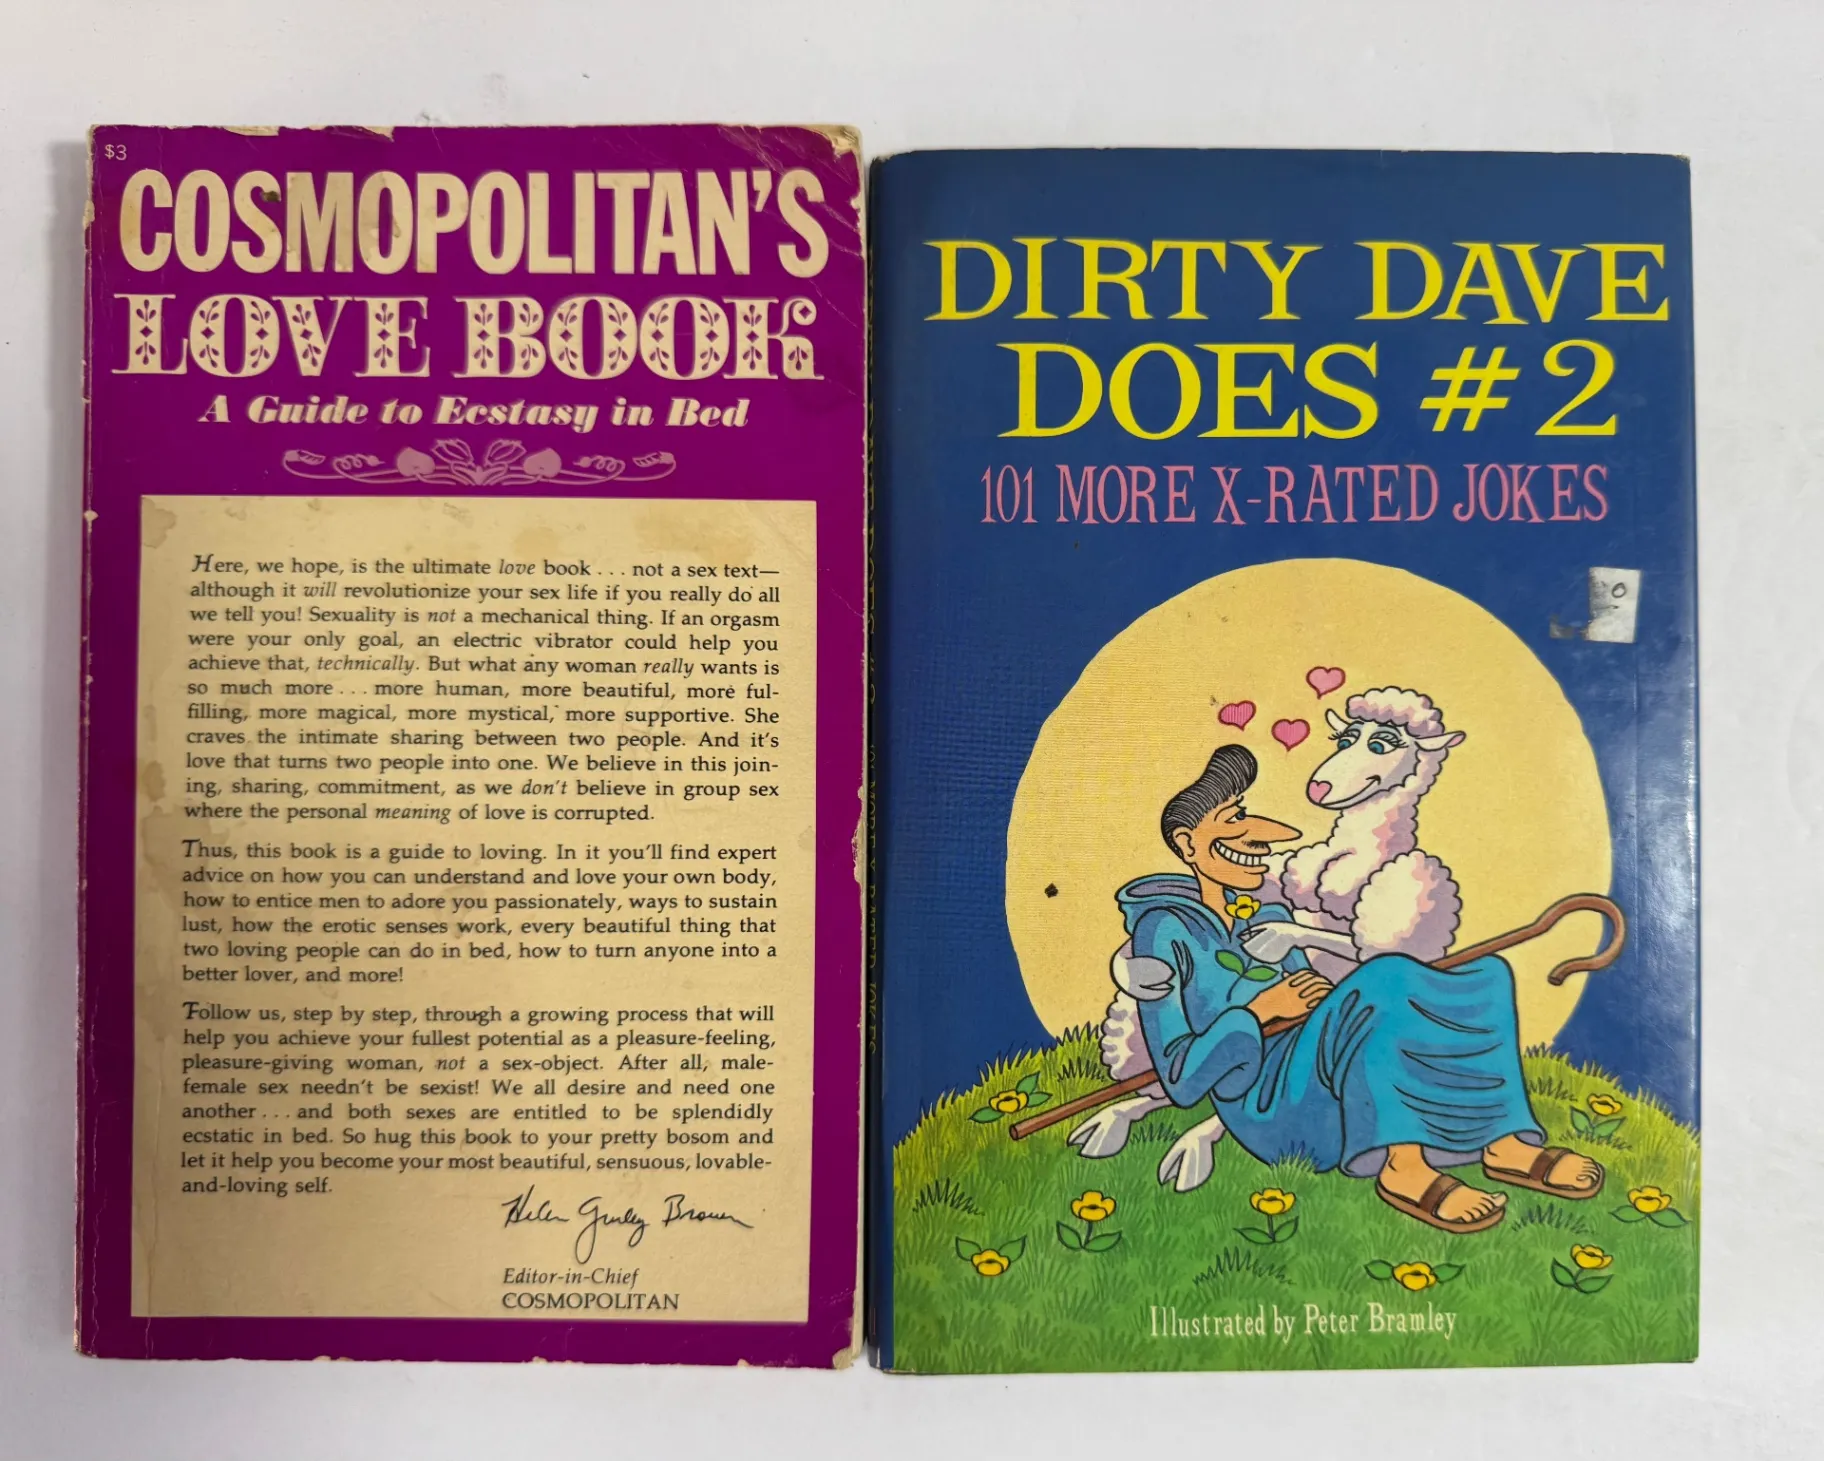 $3
COSMOPOLITAN'S
LOVE BOOK
A Guide to Ecstasy in Bed
Here, we hope, is the ultimate love book . . . not a sex text—
although it will revolutionize your sex life if you really do all
we tell you! Sexuality is not a mechanical thing. If an orgasm
were your only goal, an electric vibrator could help you
achieve that, technically. But what any woman really wants is
so much more . . . more human, more beautiful, more ful-
filling, more magical, more mystical, more supportive. She
craves the intimate sharing between two people. And it's
love that turns two people into one. We believe in this join-
ing, sharing, commitment, as we don't believe in group sex
where the personal meaning of love is corrupted.
Thus, this book is a guide to loving. In it you'll find expert
advice on how you can understand and love your own body,
how to entice men to adore you passionately, ways to sustain
lust, how the erotic senses work, every beautiful thing that
two loving people can do in bed, how to turn anyone into a
better lover, and more!
Follow us, step by step, through a growing process that will
help you achieve your fullest potential as a pleasure-feeling,
pleasure-giving woman, not a sex-object. After all, male-
female sex needn't be sexist! We all desire and need one
another . . . and both sexes are entitled to be splendidly
ecstatic in bed. So hug this book to your pretty bosom and
let it help you become your most beautiful, sensuous, lovable-
and-loving self.
Helen Gurley Brown
Editor-in-Chief
COSMOPOLITAN
DIRTY DAVE
DOES #2
101 MORE X-RATED JOKES
Illustrated by Peter Bramley